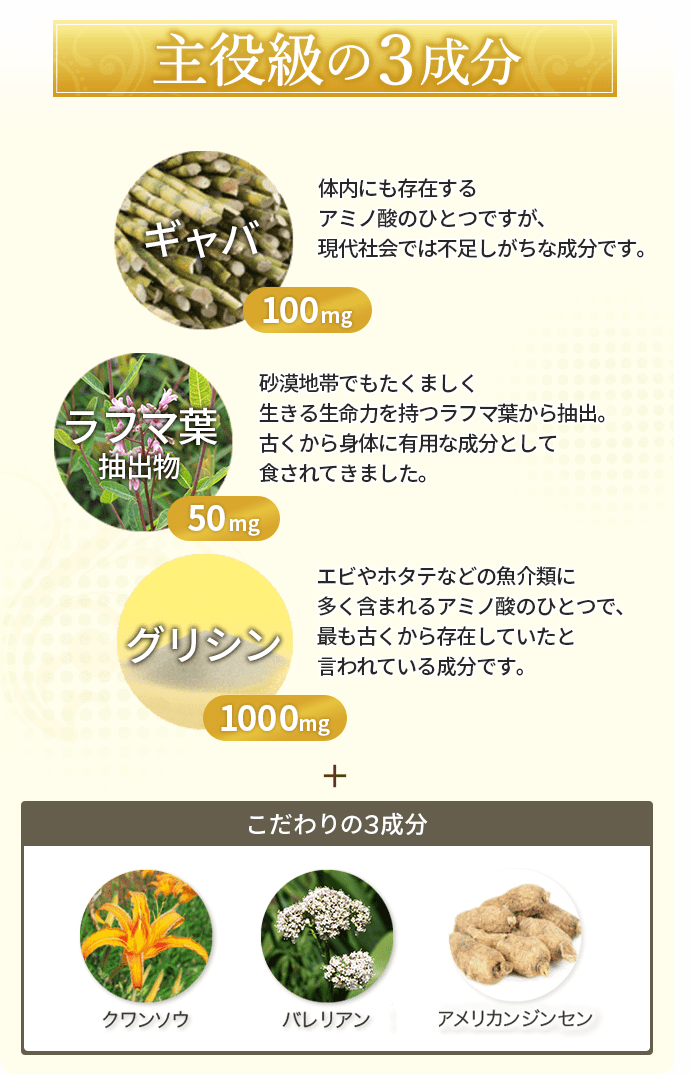 主役級の3成分
ギャバ
100mg
体内にも存在する
アミノ酸のひとつですが、
現代社会では不足しがちな成分です。
ラフマ葉
抽出物
50mg
砂漠地帯でもたくましく
生きる生命力を持つラフマ葉から抽出。
古くから身体に有用な成分として
食されてきました。
グリシン
1000mg
エビやホタテなどの魚介類に
多く含まれるアミノ酸のひとつで、
最も古くから存在していたと
言われている成分です。
+
こだわりの3成分
クワンソウ
バレリアン
アメリカンジンセン